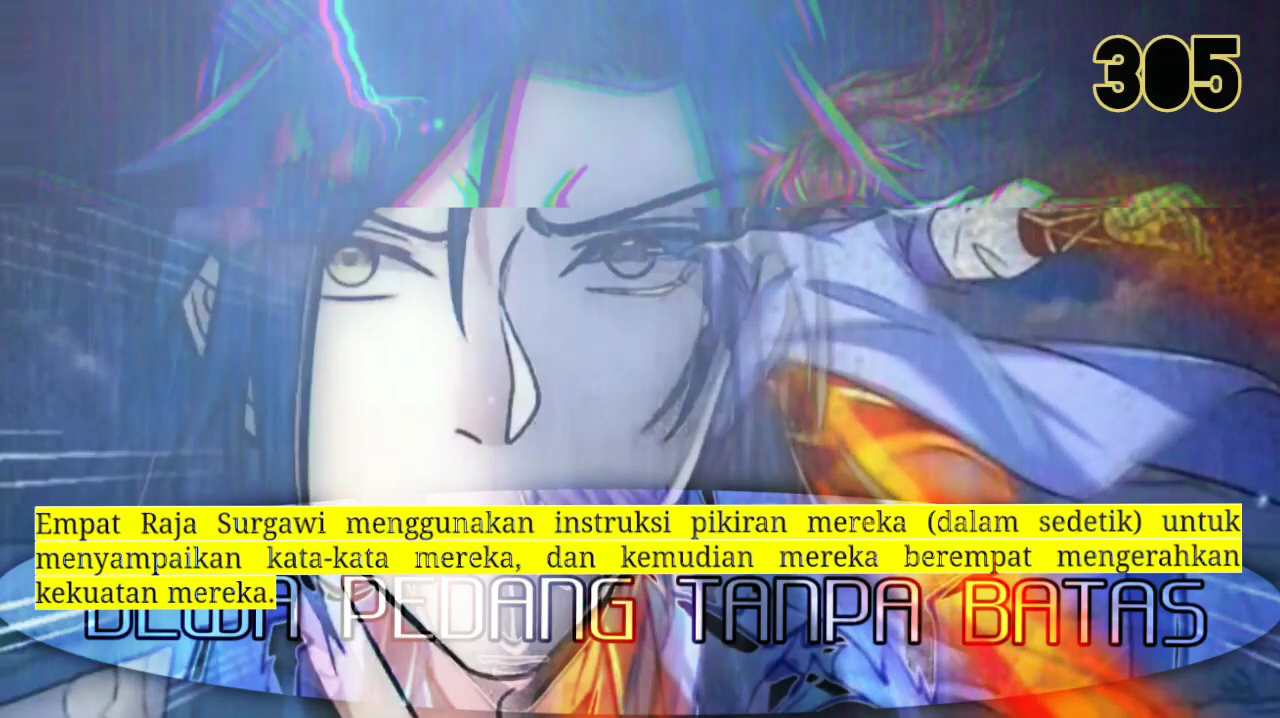 305
Empat Raja Surgawi menggunakan instruksi pikiran mereka (dalam sedetik) untuk
menyampaikan kata-kata mereka, dan kemudian mereka berempat mengerahkan
kekuatan mereka.
DEWA PEDANG TANPA BATAS